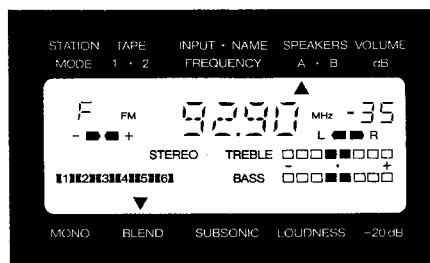 STATION TAPE INPUT · NAME SPEAKERS VOLUME
MODE 1 · 2 FREQUENCY A · B dB
F FM 92.90 MHz -35
- + L R
STEREO TREBLE
- · +
[1][2][3][4][5][6] BASS
MONO BLEND SUBSONIC LOUDNESS -20dB